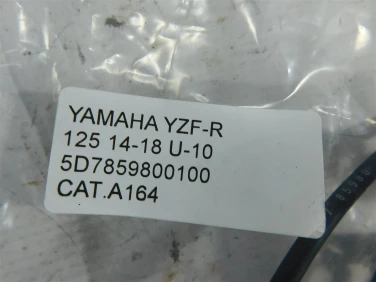 YAMAHA YZF-R
125 14-18 U-10
5D7859800100
CAT.A164